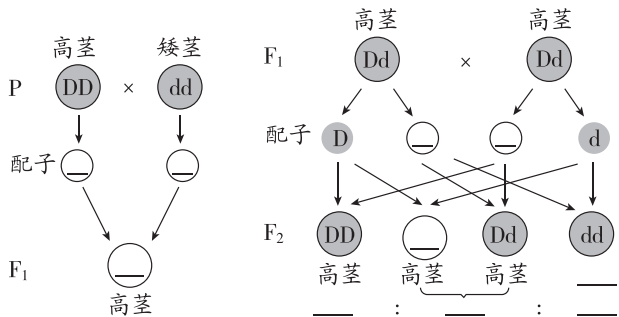 高茎 矮茎
P DD × dd
配子
F₁
高茎
高茎 高茎
F₁ Dd × Dd
配子 D d
F₂ DD Dd dd
高茎 高茎 高茎
: :